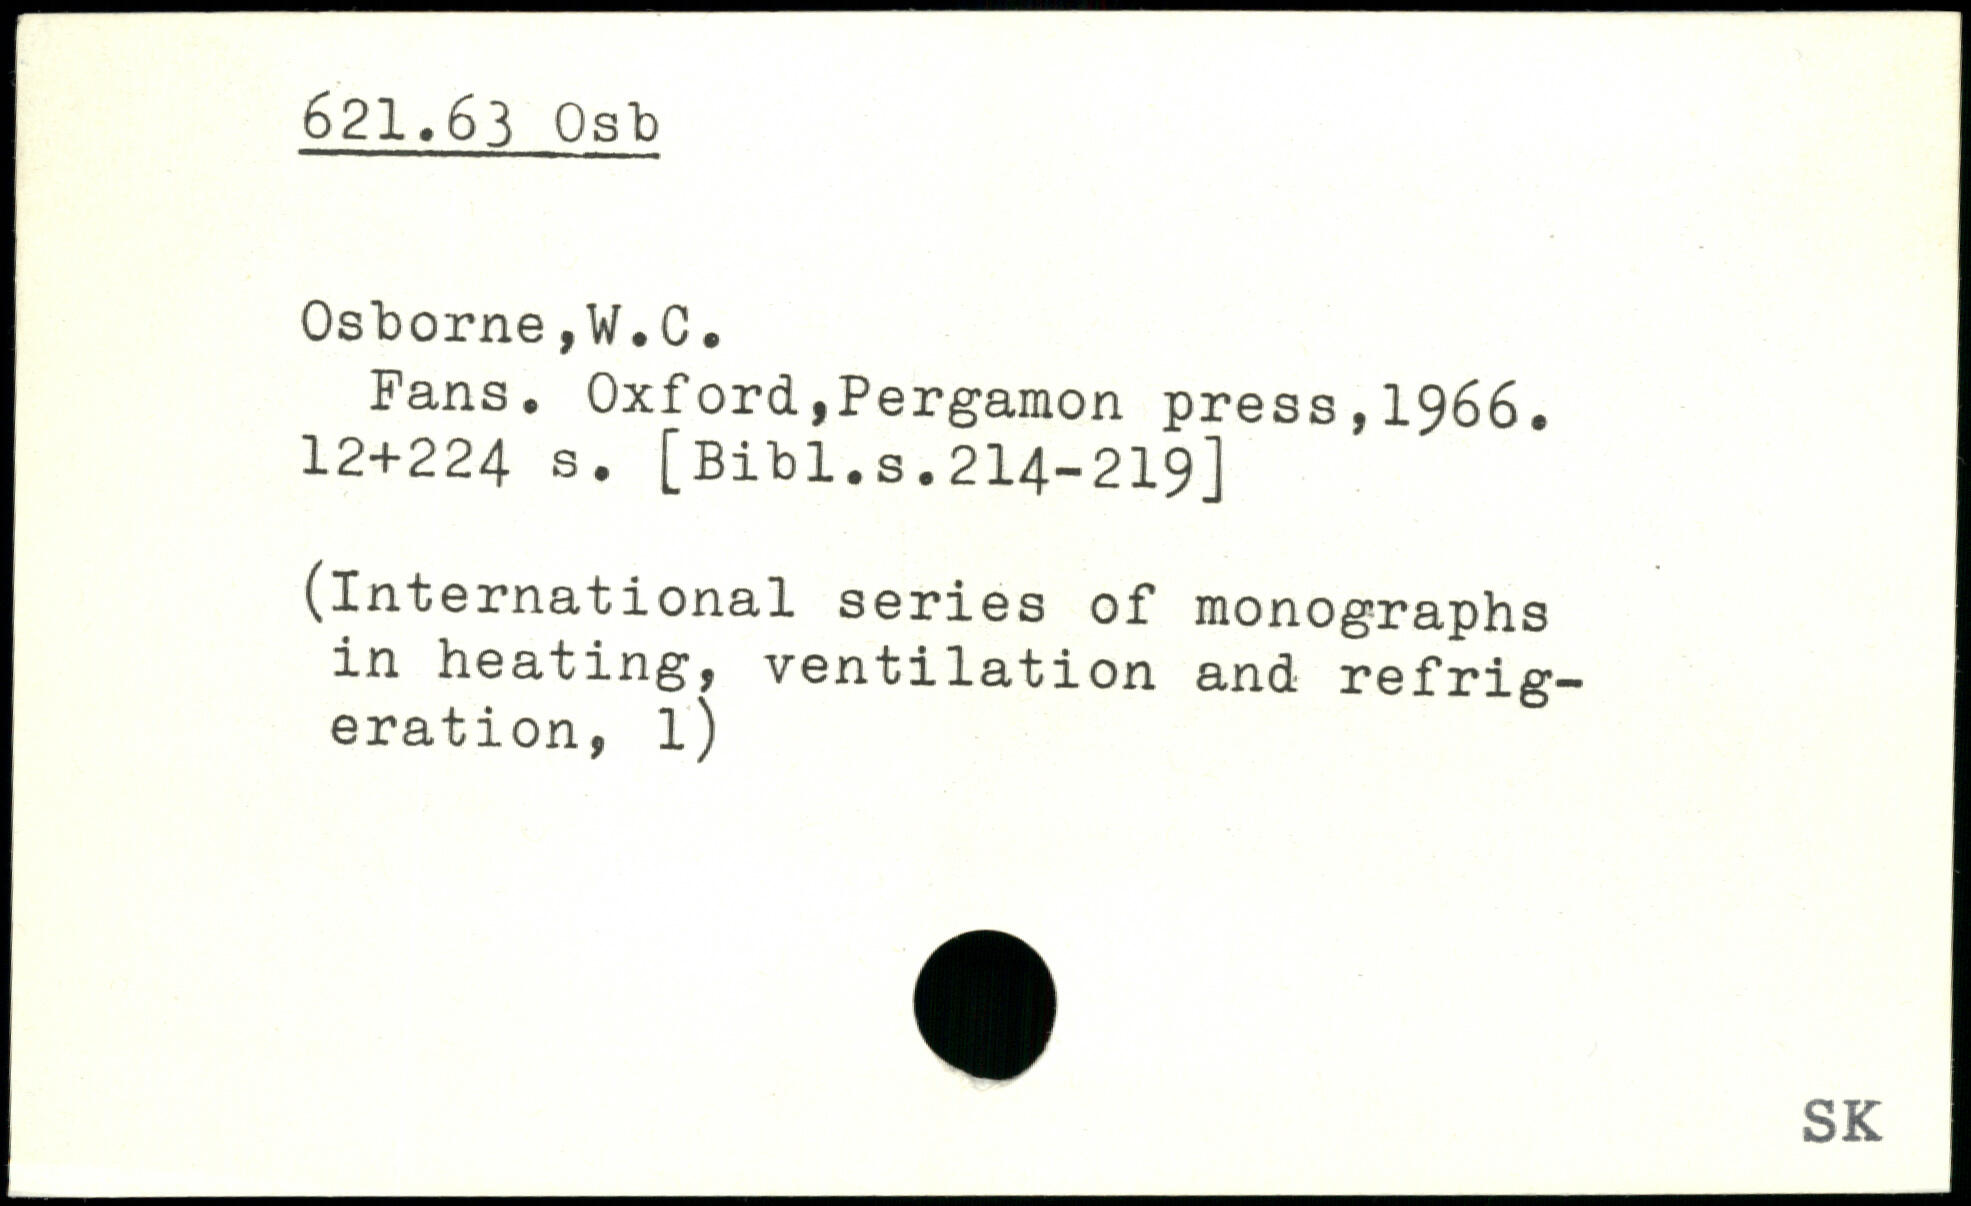 621.63 Osb
Osborne,W.C.
Fans. Oxford,Pergamon press,1966.
12+224 s. [Bibl.s.214-219]
(International series of monographs
in heating, ventilation and refrig-
eration, 1)
SK